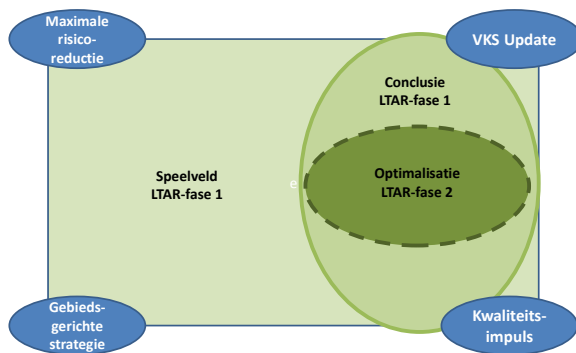 Maximale
risico-
reductie
VKS Update
Conclusie
LTAR-fase 1
Speelveld
LTAR-fase 1
e
Optimalisatie
LTAR-fase 2
Gebieds-
gerichte
strategie
Kwaliteits-
impuls